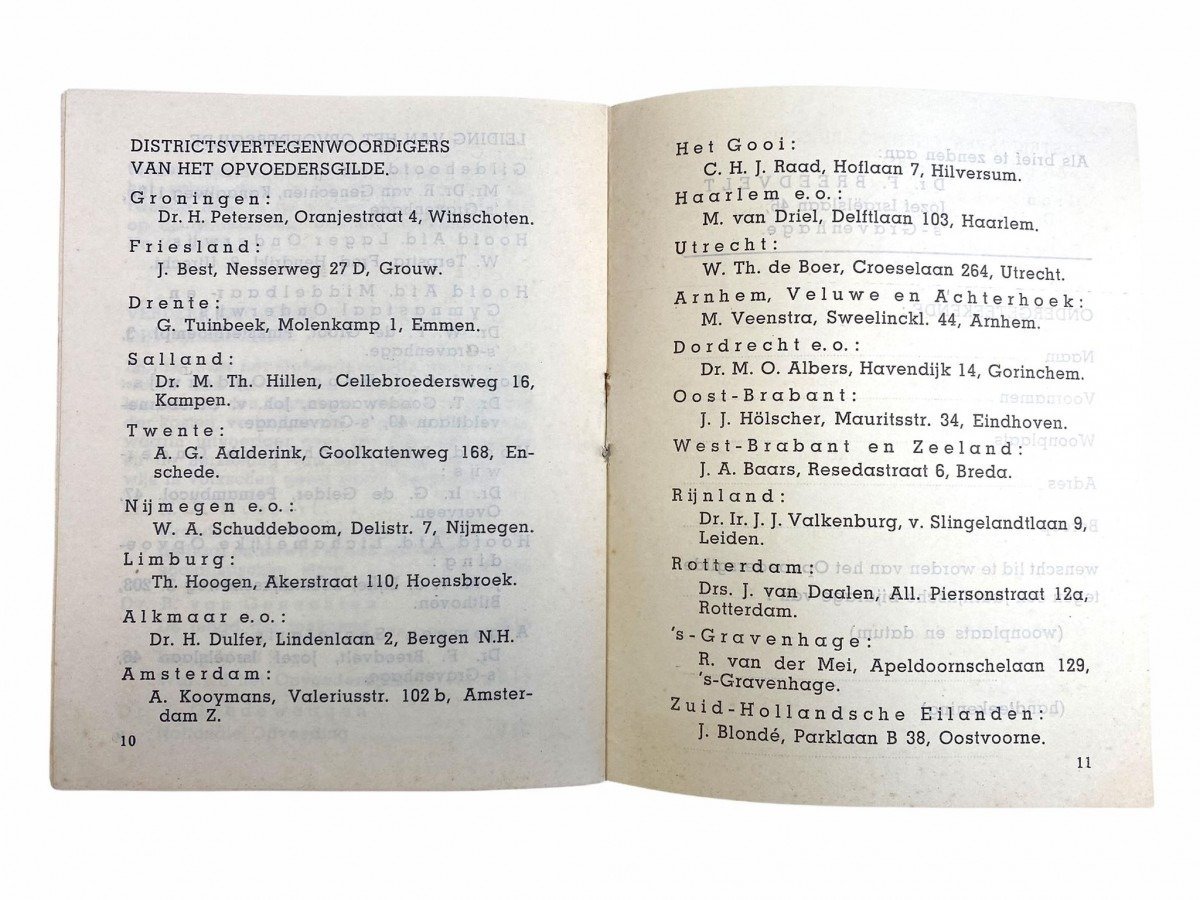 DISTRICTSVERTEGENWOORDIGERS
VAN HET OPVOEDERSGILDE.
Groningen:
Dr. H. Petersen, Oranjestraat 4, Winschoten.
Friesland:
J. Best, Nesserweg 27 D, Grouw.
Drente:
G. Tuinbeek, Molenkamp 1, Emmen.
Salland:
Dr. M. Th. Hillen, Cellebroedersweg 16,
Kampen.
Twente:
A. G. Aalderink, Goolkatenweg 168, En-
schede.
Nijmegen e.o.:
W. A. Schuddeboom, Delistr. 7, Nijmegen.
Limburg:
Th. Hoogen, Akerstraat 110, Hoensbroek.
Alkmaar e.o.:
Dr. H. Dulfer, Lindenlaan 2, Bergen N.H.
Amsterdam:
A. Kooymans, Valeriusstr. 102 b, Amster-
dam Z.
10
Het Gooi:
C. H. J. Raad, Hoflaan 7, Hilversum.
Haarlem e.o.:
M. van Driel, Delftlaan 103, Haarlem.
Utrecht:
W. Th. de Boer, Croeselaan 264, Utrecht.
Arnhem, Veluwe en Achterhoek:
M. Veenstra, Sweelinckl. 44, Arnhem.
Dordrecht e.o.:
Dr. M. O. Albers, Havendijk 14, Gorinchem.
Oost-Brabant:
J. J. Hölscher, Mauritsstr. 34, Eindhoven.
West-Brabant en Zeeland:
J. A. Baars, Resedastraat 6, Breda.
Rijnland:
Dr. Ir. J. J. Valkenburg, v. Slingelandtlaan 9,
Leiden.
Rotterdam:
Drs. J. van Daalen, All. Piersonstraat 12a,
Rotterdam.
's-Gravenhage:
R. van der Mei, Apeldoornschelaan 129,
's-Gravenhage.
Zuid-Hollandsche Eilanden:
J. Blondé, Parklaan B 38, Oostvoorne.
11